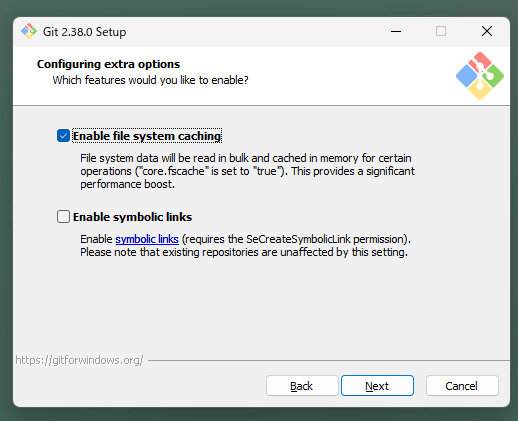 Git 2.38.0 Setup
Configuring extra options
Which features would you like to enable?
Enable file system caching
File system data will be read in bulk and cached in memory for certain
operations ("core.fscache" is set to "true"). This provides a significant
performance boost.
Enable symbolic links
Enable symbolic links (requires the SeCreateSymbolicLink permission).
Please note that existing repositories are unaffected by this setting.
https://gitforwindows.org/
Back Next Cancel